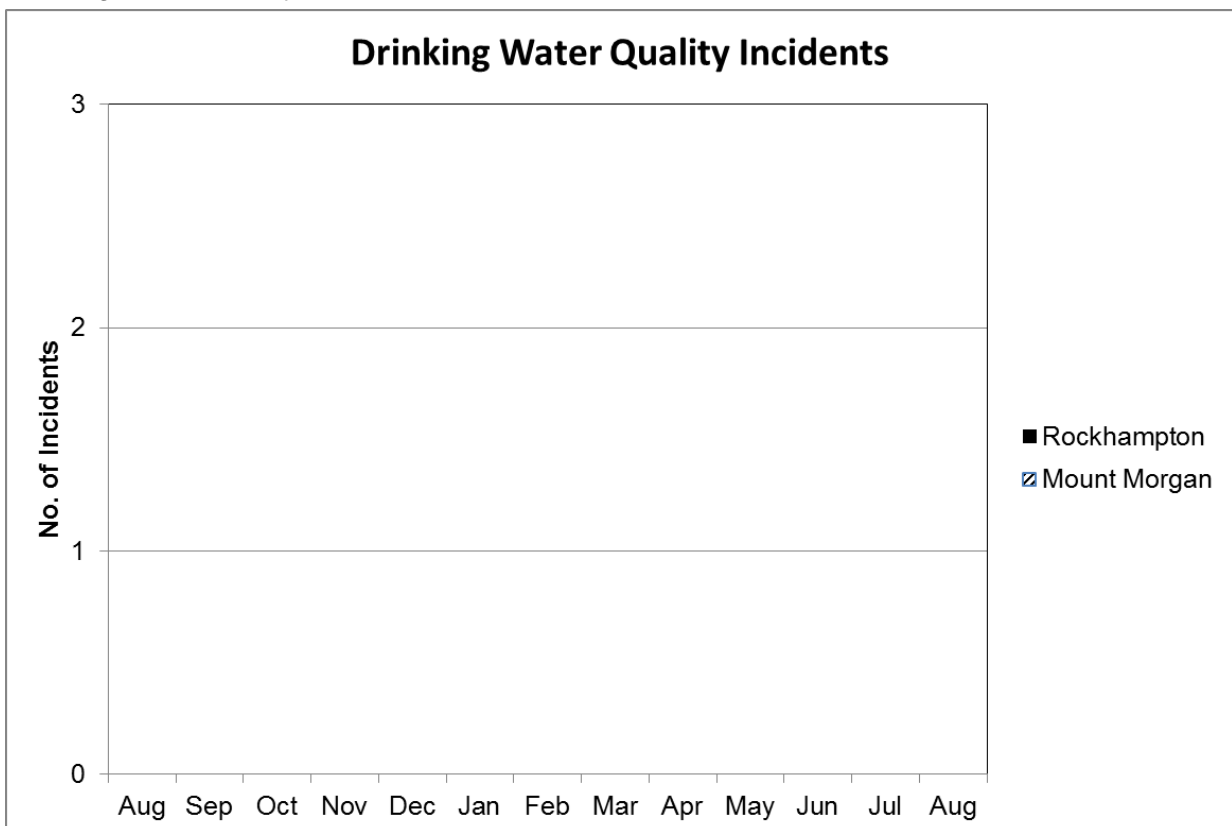 Drinking Water Quality Incidents
3
2
1
0
No. of Incidents
Aug Sep Oct Nov Dec Jan Feb Mar Apr May Jun Jul Aug
Rockhampton
Mount Morgan